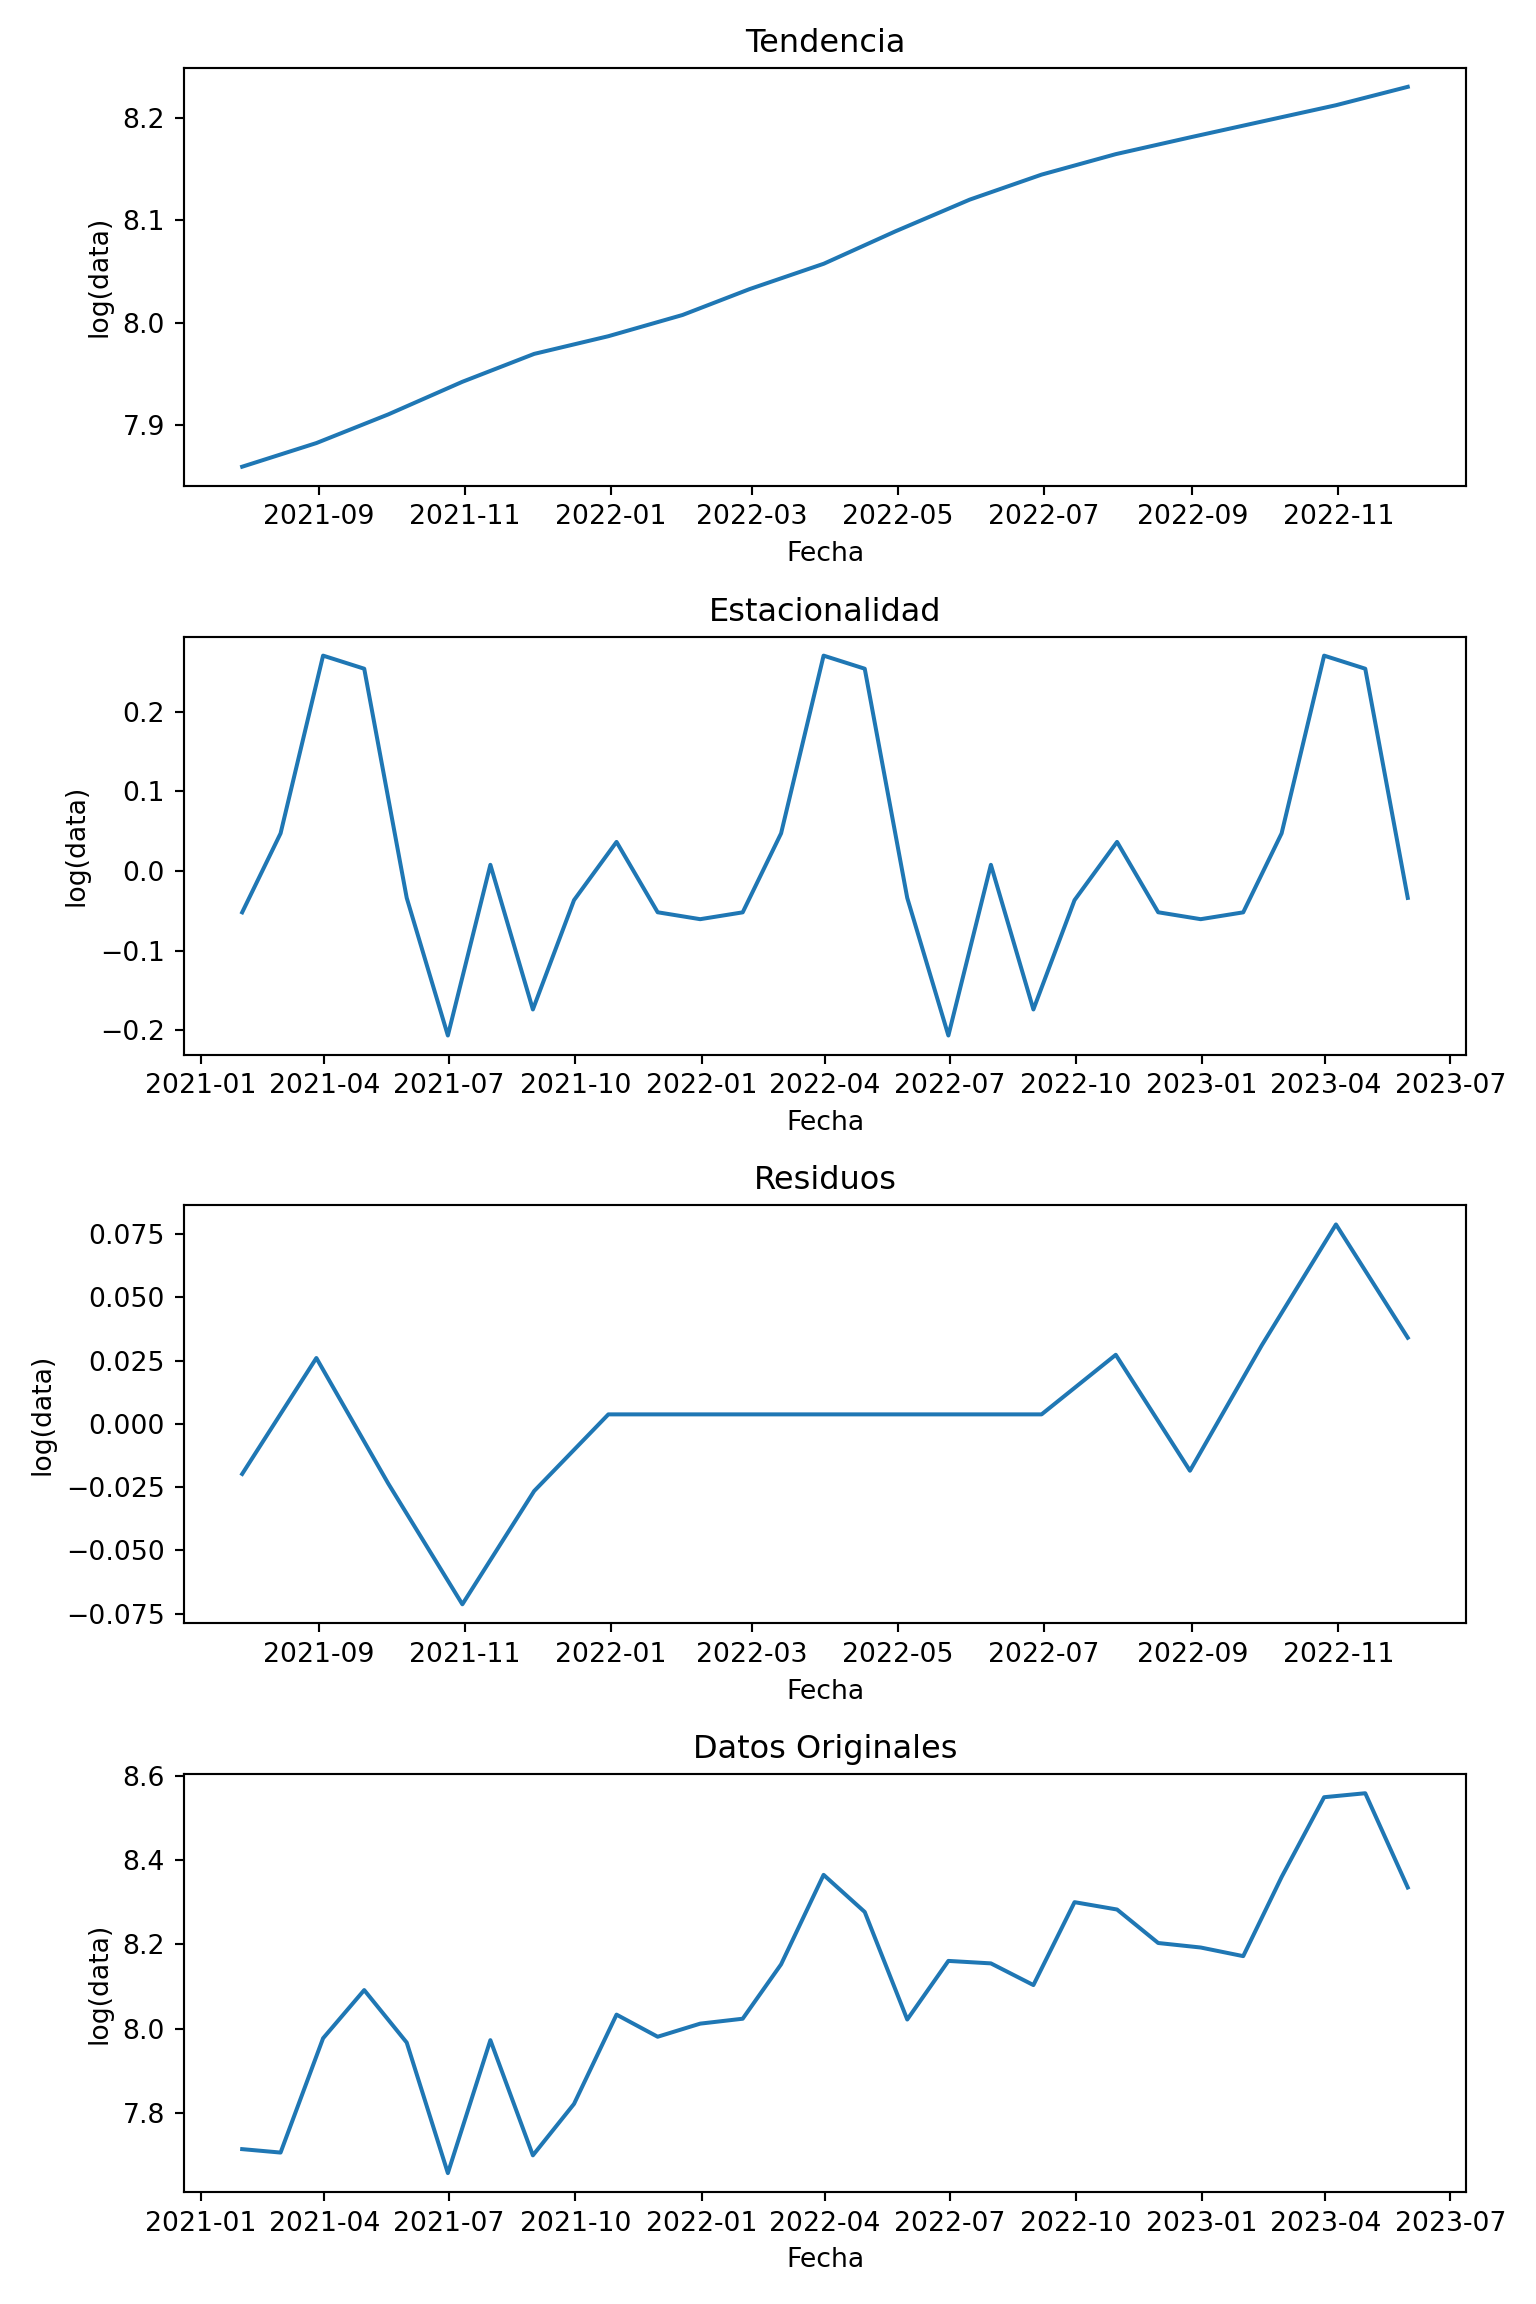 Tendencia
8.2
8.1
8.0
7.9
log(data)
2021-09 2021-11 2022-01 2022-03 2022-05 2022-07 2022-09 2022-11
Fecha
Estacionalidad
0.2
0.1
0.0
−0.1
−0.2
log(data)
2021-01 2021-04 2021-07 2021-10 2022-01 2022-04 2022-07 2022-10 2023-01 2023-04 2023-07
Fecha
Residuos
0.075
0.050
0.025
0.000
−0.025
−0.050
−0.075
log(data)
2021-09 2021-11 2022-01 2022-03 2022-05 2022-07 2022-09 2022-11
Fecha
Datos Originales
8.6
8.4
8.2
8.0
7.8
log(data)
2021-01 2021-04 2021-07 2021-10 2022-01 2022-04 2022-07 2022-10 2023-01 2023-04 2023-07
Fecha